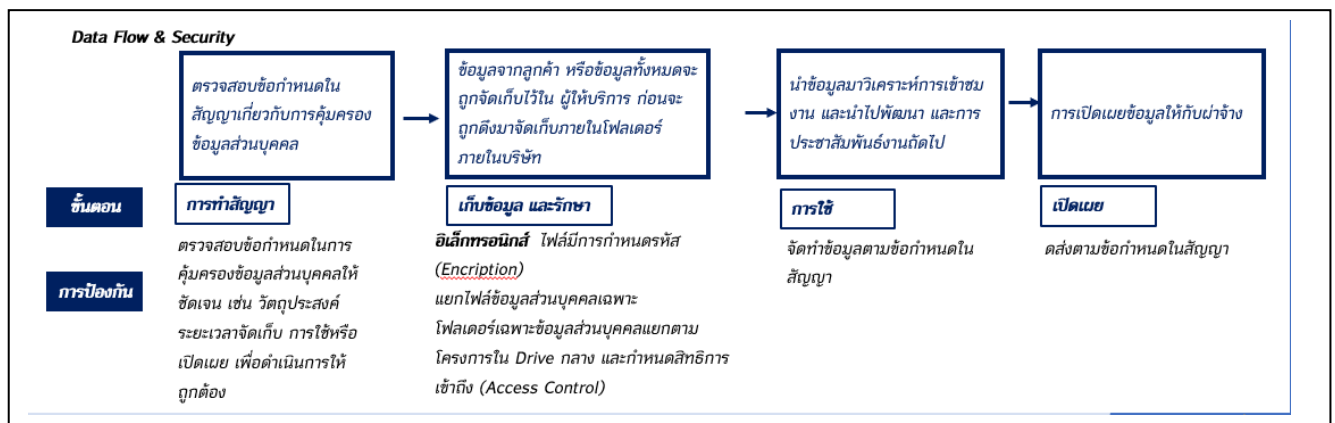 Data Flow & Security
ตรวจสอบข้อกำหนดใน
สัญญาเกี่ยวกับการคุ้มครอง
ข้อมูลส่วนบุคคล
ข้อมูลจากลูกค้า หรือข้อมูลทั้งหมดจะ
ถูกจัดเก็บไว้ใน ผู้ให้บริการ ก่อนจะ
ถูกดึงมาจัดเก็บภายในโฟลเดอร์
ภายในบริษัท
นำข้อมูลมาวิเคราะห์การเข้าชม
งาน และนำไปพัฒนา และการ
ประชาสัมพันธ์งานถัดไป
การเปิดเผยข้อมูลให้กับผ่าจ้าง
ขั้นตอน
การทำสัญญา
เก็บข้อมูล และรักษา
การใช้
เปิดเผย
การป้องกัน
ตรวจสอบข้อกำหนดในการ
คุ้มครองข้อมูลส่วนบุคคลให้
ชัดเจน เช่น วัตถุประสงค์
ระยะเวลาจัดเก็บ การใช้หรือ
เปิดเผย เพื่อดำเนินการให้
ถูกต้อง
อิเล็กทรอนิกส์ ไฟล์มีการกำหนดรหัส
(Encription)
แยกไฟล์ข้อมูลส่วนบุคคลเฉพาะ
โฟลเดอร์เฉพาะข้อมูลส่วนบุคคลแยกตาม
โครงการใน Drive กลาง และกำหนดสิทธิการ
เข้าถึง (Access Control)
จัดทำข้อมูลตามข้อกำหนดใน
สัญญา
ดส่งตามข้อกำหนดในสัญญา